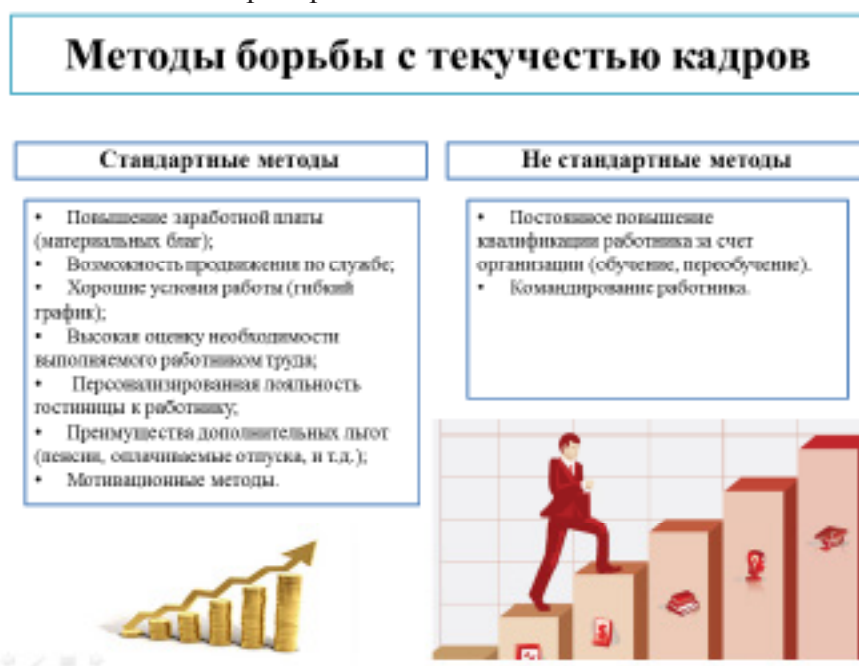 Методы борьбы с текучестью кадров
Стандартные методы
• Повышение заработной платы
(материальных благ);
• Возможность продвижения по службе;
• Хорошие условия работы (гибкий
график);
• Высокая оценку необходимости
выполняемого работником труда;
• Персонализированная лояльность
гостиницы к работнику;
• Преимущества дополнительных льгот
(пенсии, оплачиваемые отпуска, и т.д.);
• Мотивационные методы.
Не стандартные методы
• Постоянное повышение
квалификации работника за счет
организации (обучение, переобучение).
• Командирование работника.